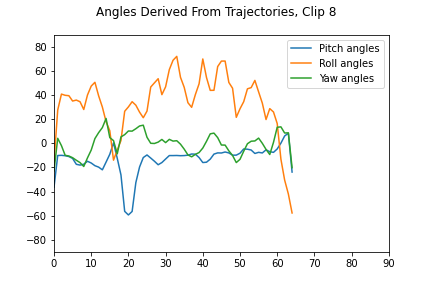 Angles Derived From Trajectories, Clip 8
Pitch angles
Roll angles
Yaw angles
80
60
40
20
0
−20
−40
−60
−80
0 10 20 30 40 50 60 70 80 90